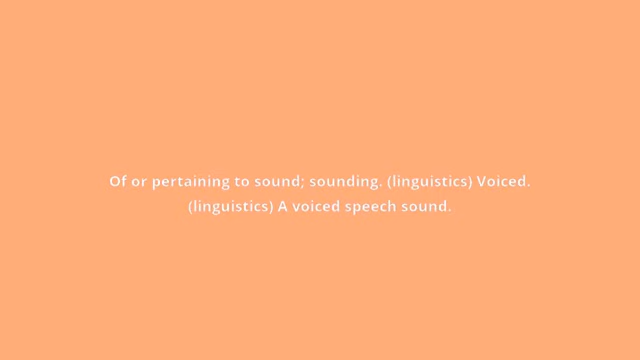 Of or pertaining to sound; sounding. (linguistics) Voiced.
(linguistics) A voiced speech sound.